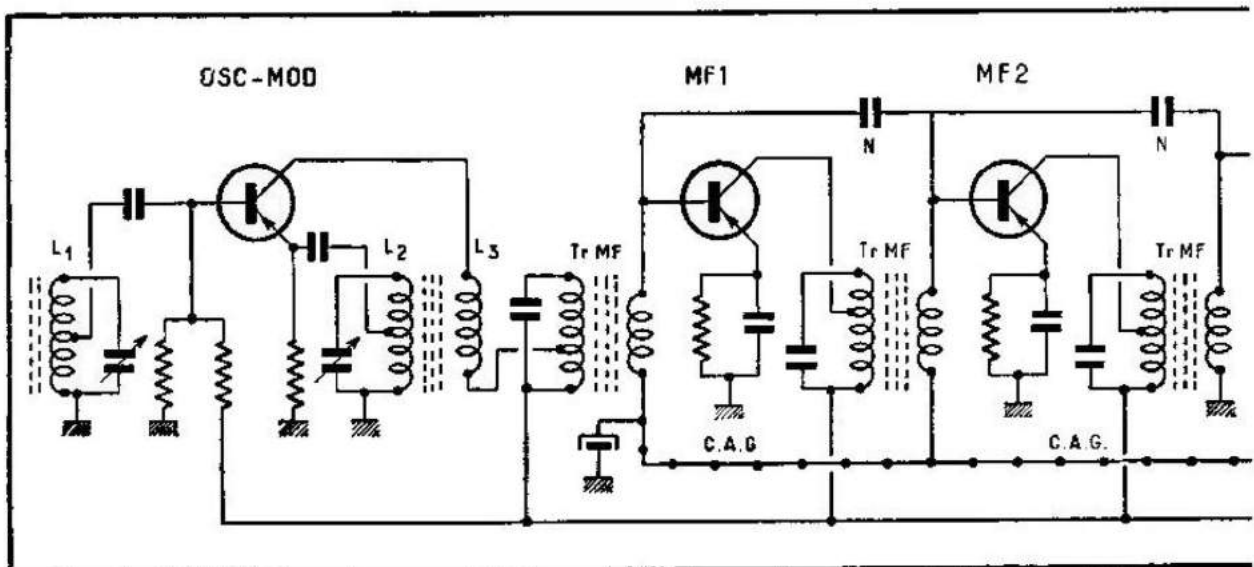 OSC-MOD
MF1
MF2
N
N
L1
L2
L3
Tr MF
Tr MF
Tr MF
C.A.G
C.A.G.